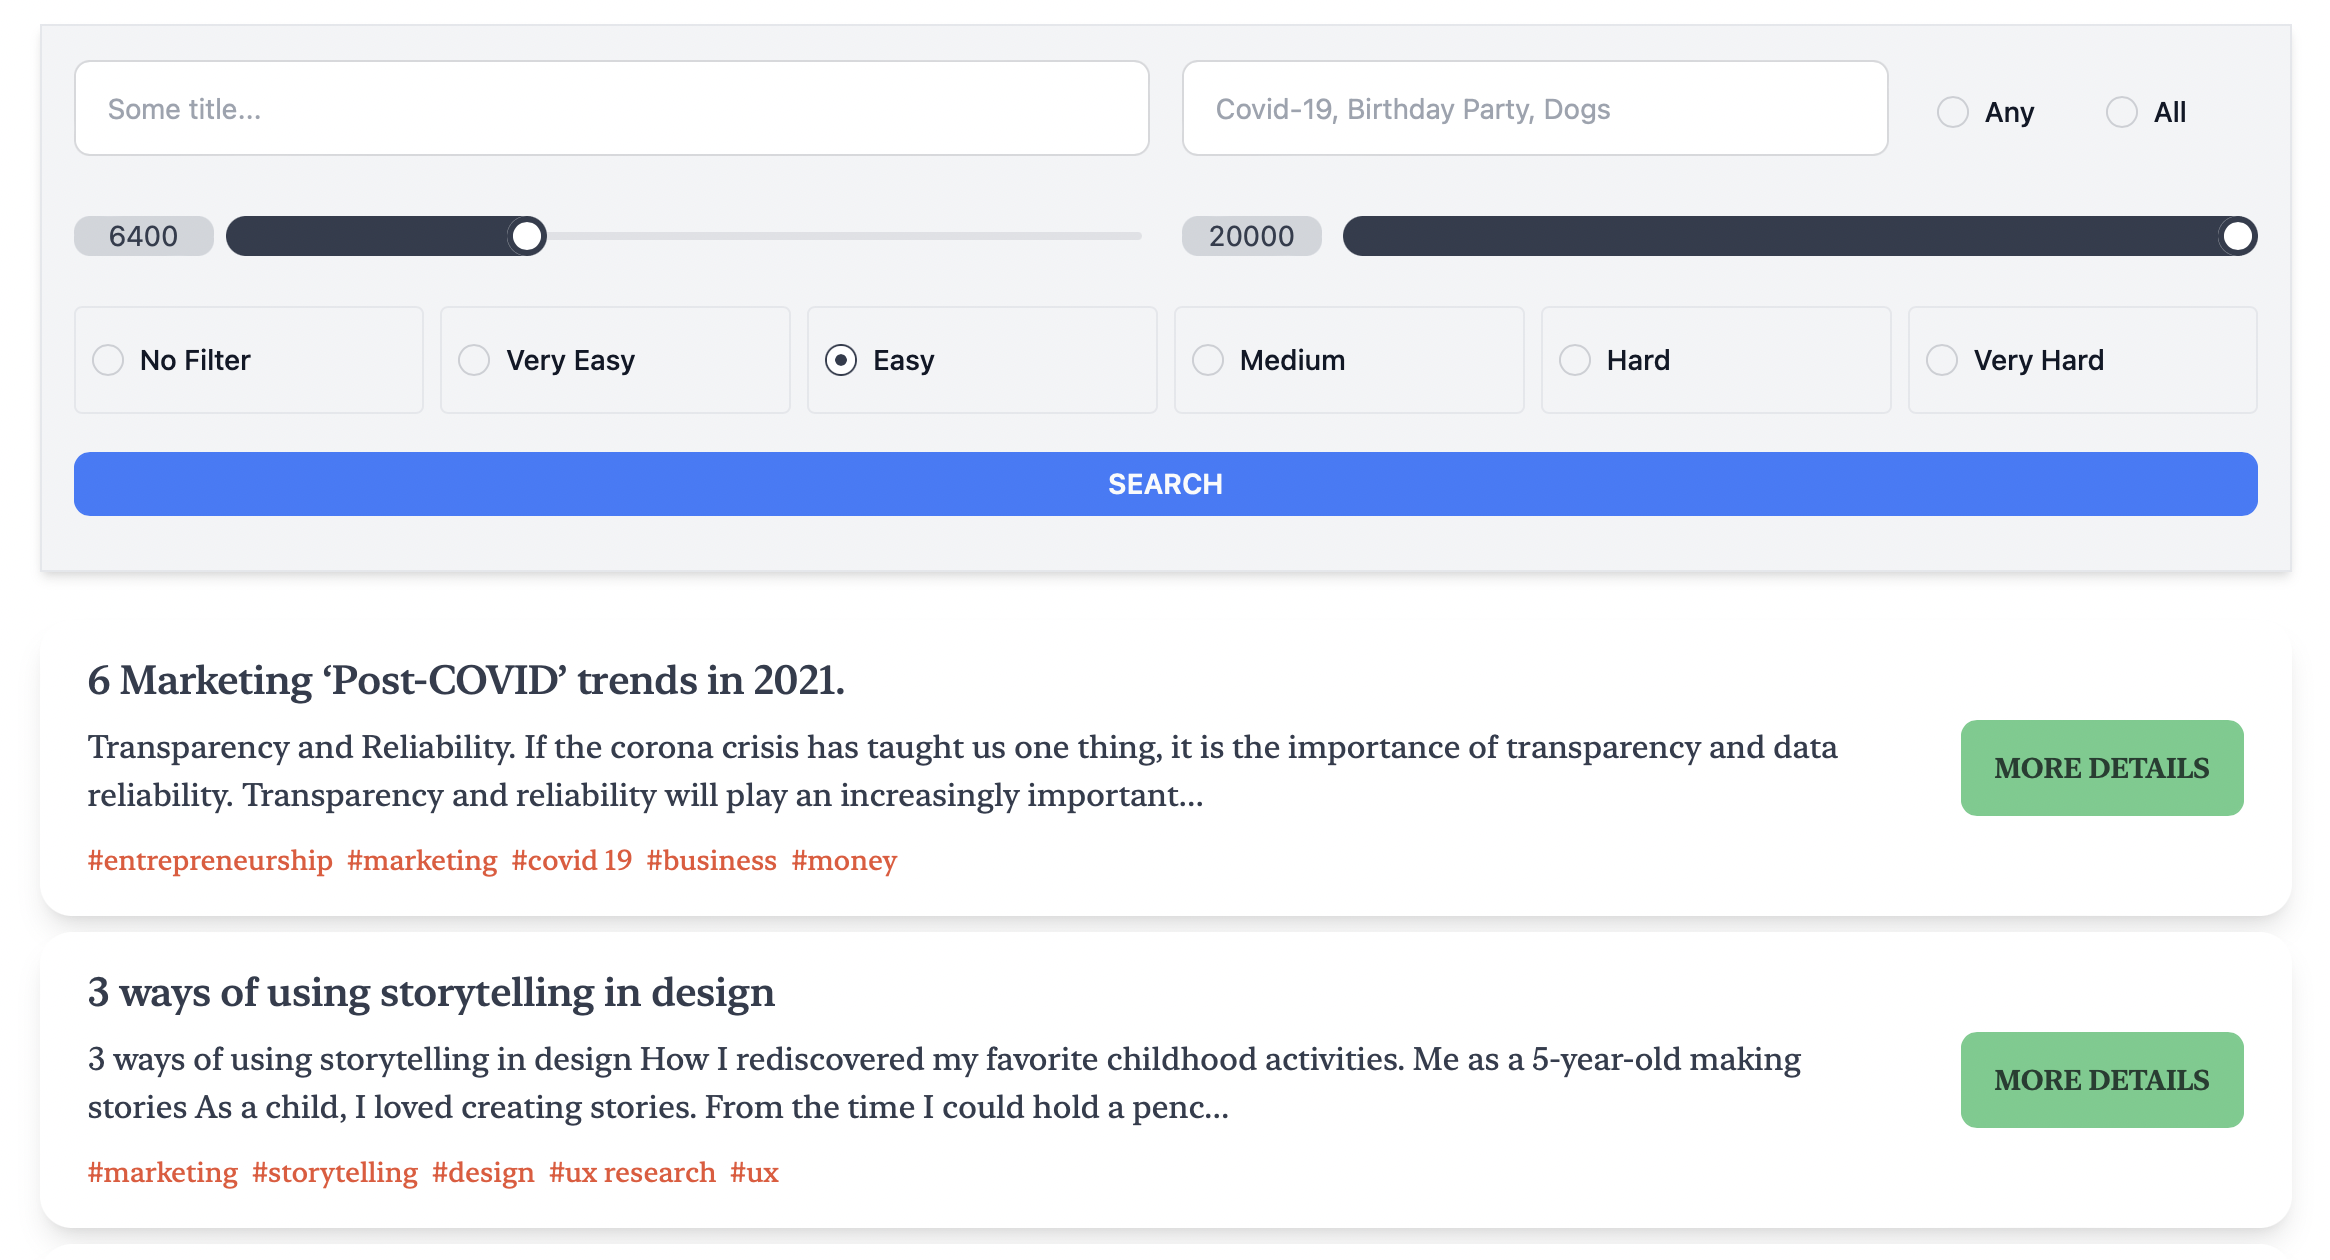 Some title...
Covid-19, Birthday Party, Dogs
Any
All
6400
20000
No Filter
Very Easy
Easy
Medium
Hard
Very Hard
SEARCH
6 Marketing ‘Post-COVID’ trends in 2021.
Transparency and Reliability. If the corona crisis has taught us one thing, it is the importance of transparency and data
reliability. Transparency and reliability will play an increasingly important...
MORE DETAILS
#entrepreneurship #marketing #covid 19 #business #money
3 ways of using storytelling in design
3 ways of using storytelling in design How I rediscovered my favorite childhood activities. Me as a 5-year-old making
stories As a child, I loved creating stories. From the time I could hold a penc...
MORE DETAILS
#marketing #storytelling #design #ux research #ux